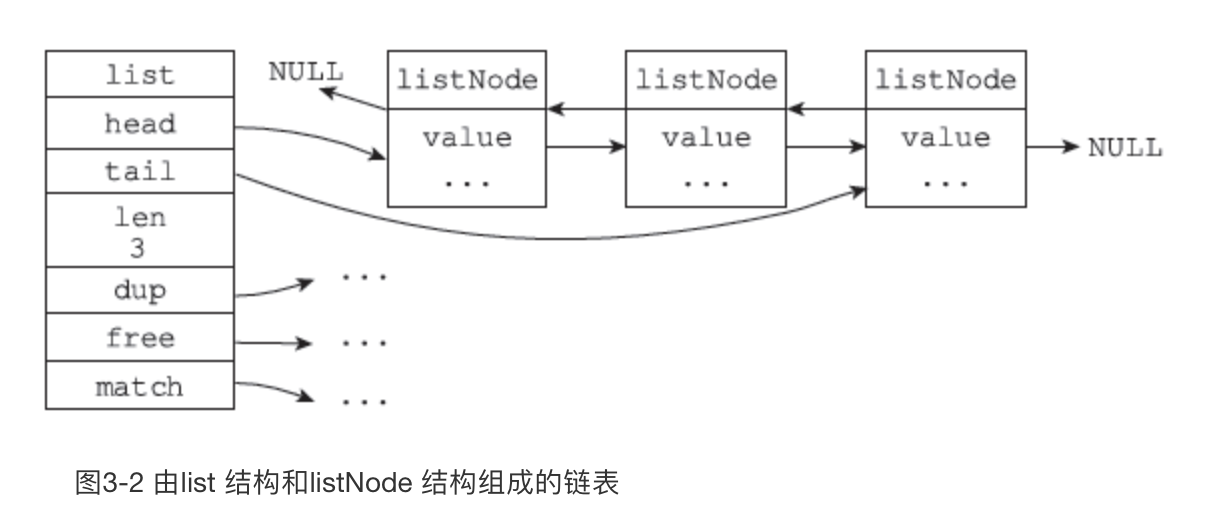 list
head
tail
len
3
dup
free
match
NULL
listNode
value
...
listNode
value
...
listNode
value
...
NULL
...
...
...
图3-2 由list 结构和listNode 结构组成的链表